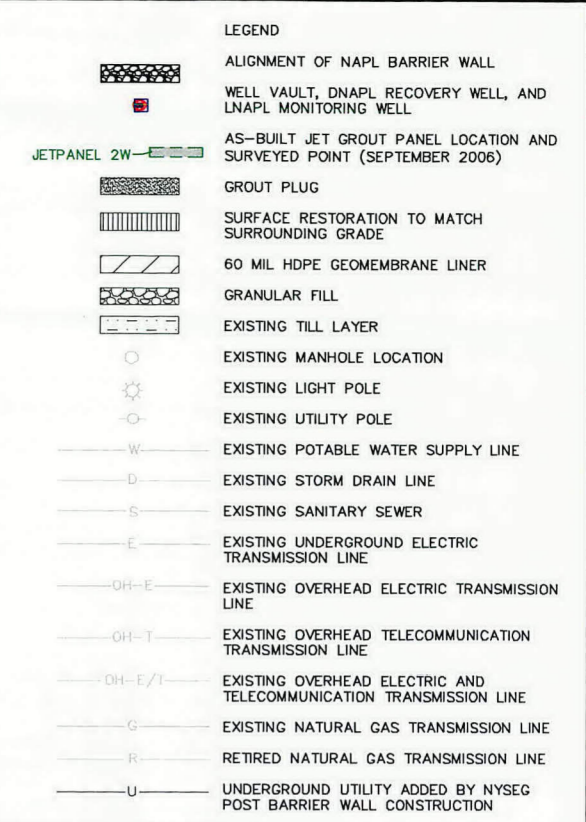 LEGEND
ALIGNMENT OF NAPL BARRIER WALL
WELL VAULT, DNAPL RECOVERY WELL, AND
LNAPL MONITORING WELL
JETPANEL 2W
AS-BUILT JET GROUT PANEL LOCATION AND
SURVEYED POINT (SEPTEMBER 2006)
GROUT PLUG
SURFACE RESTORATION TO MATCH
SURROUNDING GRADE
60 MIL HDPE GEOMEMBRANE LINER
GRANULAR FILL
EXISTING TILL LAYER
EXISTING MANHOLE LOCATION
EXISTING LIGHT POLE
EXISTING UTILITY POLE
W EXISTING POTABLE WATER SUPPLY LINE
D EXISTING STORM DRAIN LINE
S EXISTING SANITARY SEWER
E EXISTING UNDERGROUND ELECTRIC
TRANSMISSION LINE
OH-E EXISTING OVERHEAD ELECTRIC TRANSMISSION
LINE
OH-T EXISTING OVERHEAD TELECOMMUNICATION
TRANSMISSION LINE
OH-E/T EXISTING OVERHEAD ELECTRIC AND
TELECOMMUNICATION TRANSMISSION LINE
G EXISTING NATURAL GAS TRANSMISSION LINE
R RETIRED NATURAL GAS TRANSMISSION LINE
U UNDERGROUND UTILITY ADDED BY NYSEG
POST BARRIER WALL CONSTRUCTION